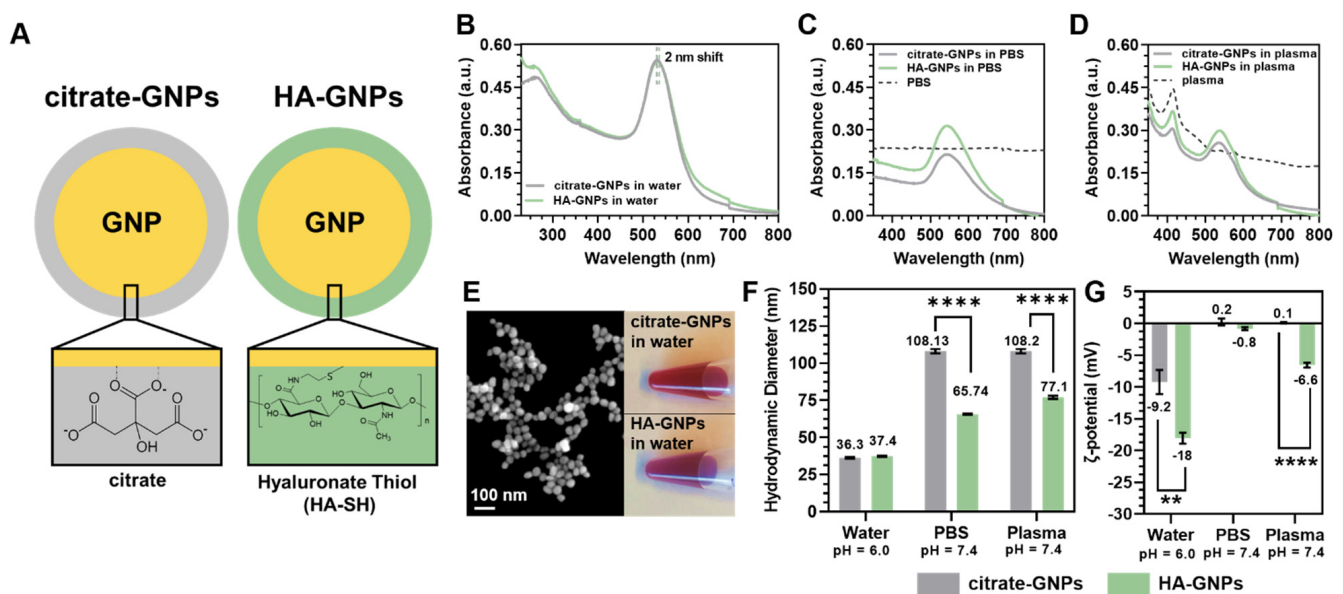 A
citrate-GNPs
HA-GNPs
GNP
GNP
O
O
O-
O
-O
O
O-
OH
citrate
HN
S
O
HO
OH
O
O
HO
OH
O
NH
O
CH3
n
Hyaluronate Thiol
(HA-SH)
B
Absorbance (a.u.)
0.60
0.45
0.30
0.15
0.00
2 nm shift
citrate-GNPs in water
HA-GNPs in water
300 400 500 600 700 800
Wavelength (nm)
C
Absorbance (a.u.)
0.60
0.45
0.30
0.15
0.00
citrate-GNPs in PBS
HA-GNPs in PBS
PBS
400 500 600 700 800
Wavelength (nm)
D
Absorbance (a.u.)
0.60
0.45
0.30
0.15
0.00
citrate-GNPs in plasma
HA-GNPs in plasma
plasma
400 500 600 700 800
Wavelength (nm)
E
100 nm
citrate-GNPs
in water
HA-GNPs
in water
F
Hydrodynamic Diameter (nm)
150
125
100
75
50
25
0
36.3
37.4
108.13
65.74
****
108.2
77.1
****
Water
pH = 6.0
PBS
pH = 7.4
Plasma
pH = 7.4
G
ζ-potential (mV)
5
0
-5
-10
-15
-20
-25
-30
-9.2
-18
**
0.2
-0.8
0.1
-6.6
****
Water
pH = 6.0
PBS
pH = 7.4
Plasma
pH = 7.4
citrate-GNPs
HA-GNPs